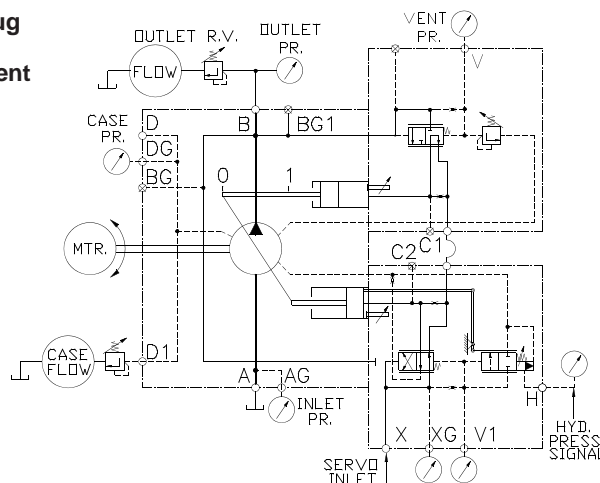 ug
ent
OUTLET R.V.
OUTLET
PR.
VENT
PR.
V
FLOW
CASE
PR.
D
DG
BG
B
BG1
0
1
MTR.
C1
C2
CASE
FLOW
D1
A
AG
INLET
PR.
X
XG
V1
H
HYD.
PRESS
SIGNAL
SERVO
INLET